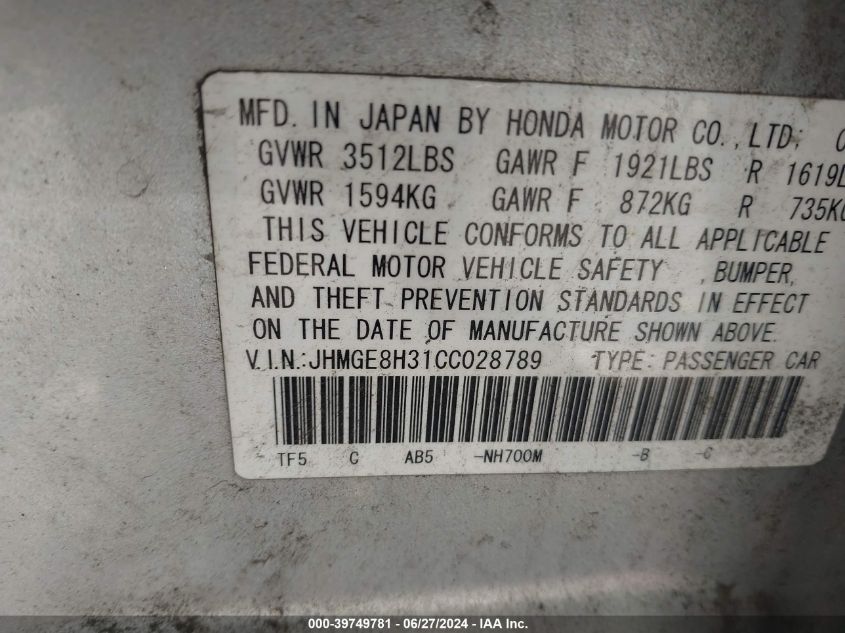 MFD. IN JAPAN BY HONDA MOTOR CO.,LTD;
GVWR 3512LBS GAWR F 1921LBS R 1619L
GVWR 1594KG GAWR F 872KG R 735KG
THIS VEHICLE CONFORMS TO ALL APPLICABLE
FEDERAL MOTOR VEHICLE SAFETY , BUMPER,
AND THEFT PREVENTION STANDARDS IN EFFECT
ON THE DATE OF MANUFACTURE SHOWN ABOVE.
V.I.N.:JHMGE8H31CC028789 TYPE: PASSENGER CAR
TF5 C AB5 -NH700M -B -C
000-39749781 - 06/27/2024 - IAA Inc.